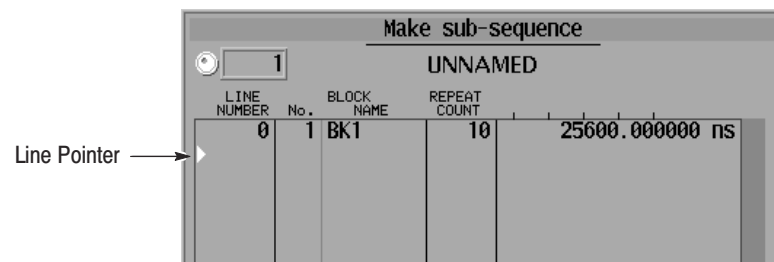 Make sub-sequence
1 UNNAMED
LINE NUMBER No. BLOCK NAME REPEAT COUNT
0 1 BK1 10 25600.000000 ns
Line Pointer